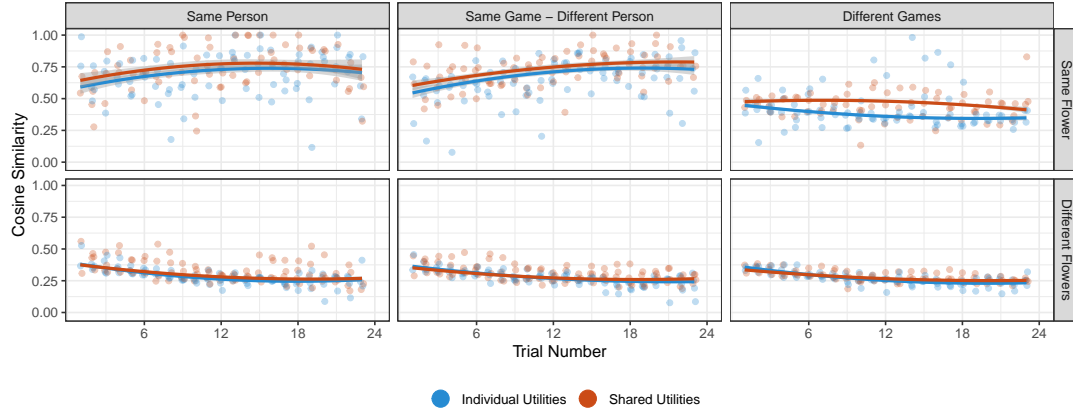 Same Person
Same Game – Different Person
Different Games
Cosine Similarity
1.00
0.75
0.50
0.25
0.00
Same Flower
1.00
0.75
0.50
0.25
0.00
Different Flowers
6 12 18 24
6 12 18 24
6 12 18 24
Trial Number
Individual Utilities
Shared Utilities